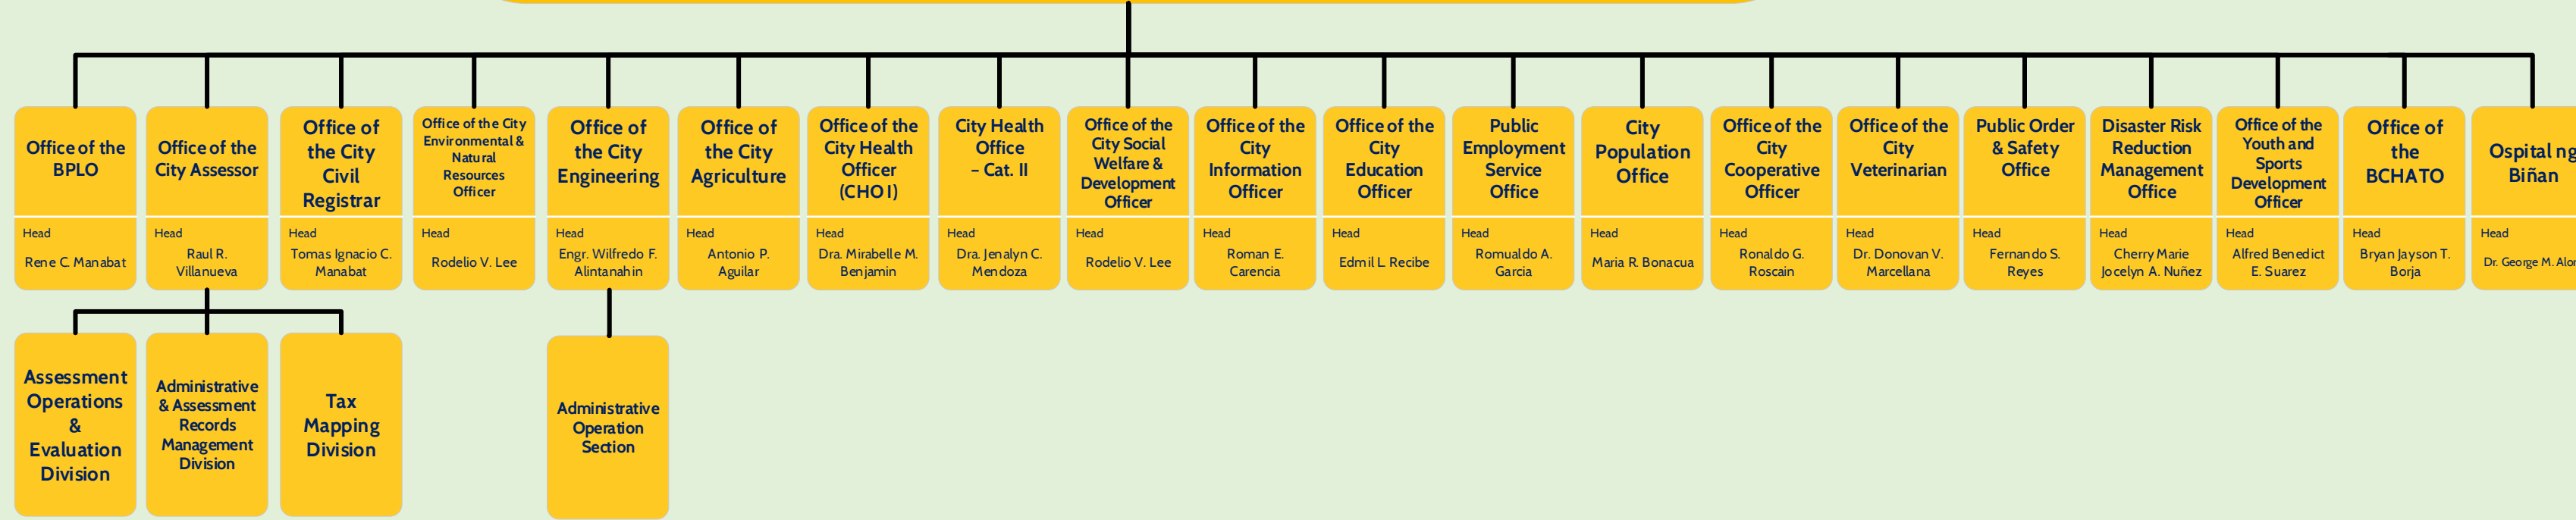 Office of the
BPLO
Head
Rene C. Manabat
Office of the
City Assessor
Head
Raul R.
Villanueva
Office of
the City
Civil
Registrar
Head
Tomas Ignacio C.
Manabat
Office of the City
Environmental &
Natural
Resources
Officer
Head
Rodelio V. Lee
Office of
the City
Engineering
Head
Engr. Wilfredo F.
Alintanahin
Office of
the City
Agriculture
Head
Antonio P.
Aguilar
Office of the
City Health
Officer
(CHO I)
Head
Dra. Mirabelle M.
Benjamin
City Health
Office
– Cat. II
Head
Dra. Jenalyn C.
Mendoza
Office of the
City Social
Welfare &
Development
Officer
Head
Rodelio V. Lee
Office of the
City
Information
Officer
Head
Roman E.
Carencia
Office of the
City
Education
Officer
Head
Edmil L. Recibe
Public
Employment
Service
Office
Head
Romualdo A.
Garcia
City
Population
Office
Head
Maria R. Bonacua
Office of the
City
Cooperative
Officer
Head
Ronaldo G.
Roscain
Office of the
City
Veterinarian
Head
Dr. Donovan V.
Marcellana
Public Order
& Safety
Office
Head
Fernando S.
Reyes
Disaster Risk
Reduction
Management
Office
Head
Cherry Marie
Jocelyn A. Nuñez
Office of the
Youth and
Sports
Development
Officer
Head
Alfred Benedict
E. Suarez
Office of
the
BCHATO
Head
Bryan Jayson T.
Borja
Ospital ng
Biñan
Head
Dr. George M.
Assessment
Operations
&
Evaluation
Division
Administrative
& Assessment
Records
Management
Division
Tax
Mapping
Division
Administrative
Operation
Section